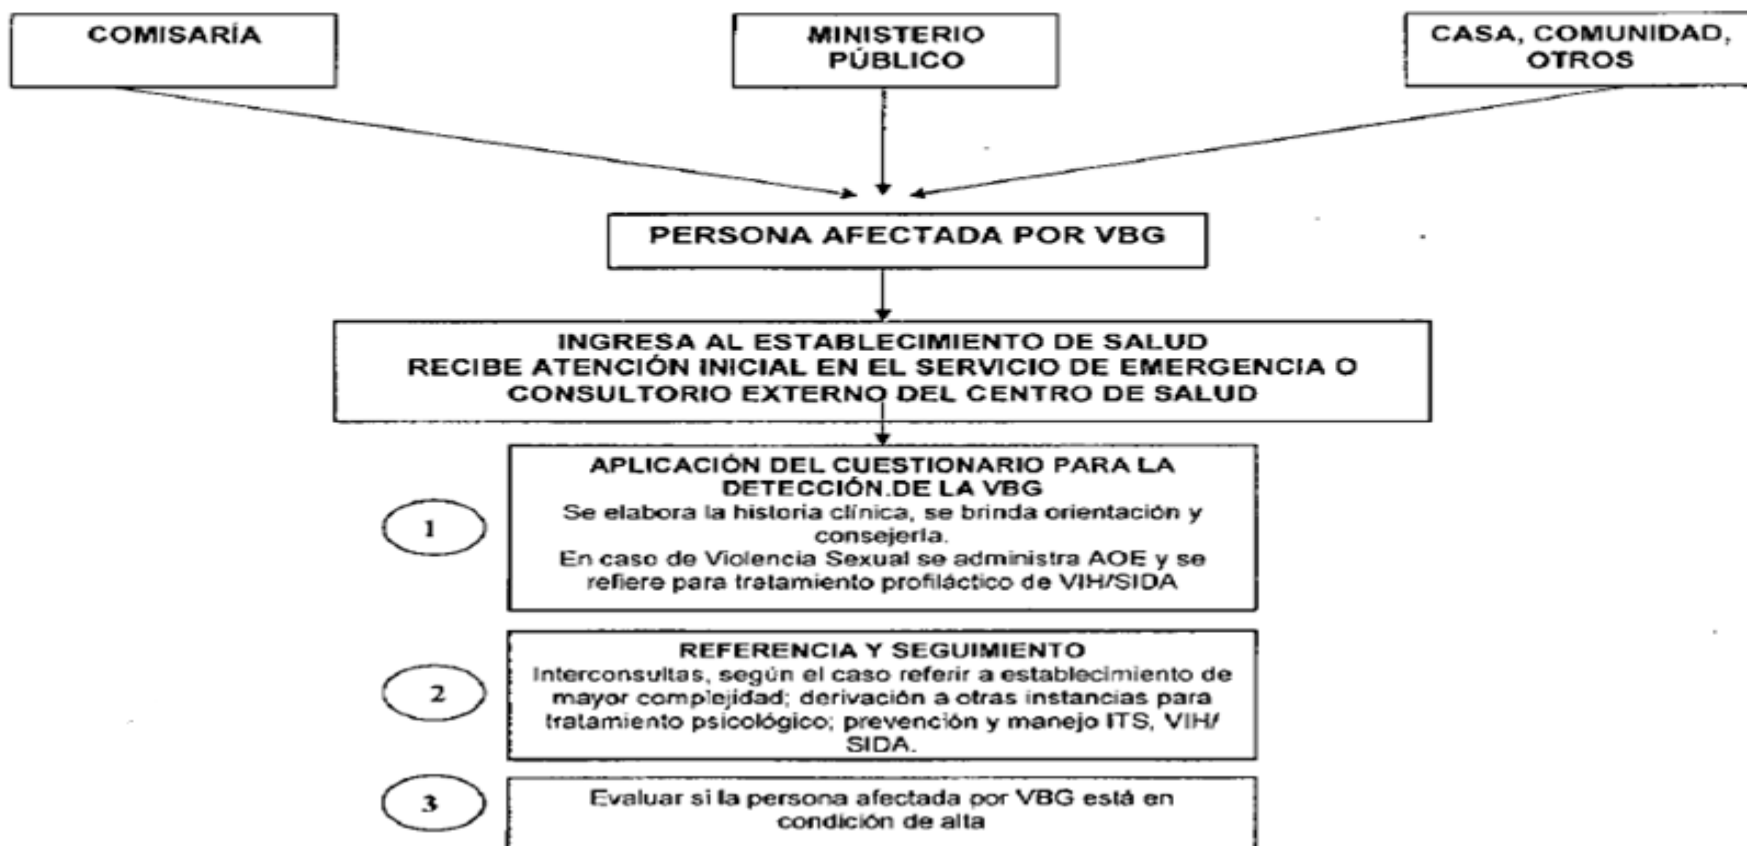 COMISARÍA
MINISTERIO
PÚBLICO
CASA, COMUNIDAD,
OTROS
PERSONA AFECTADA POR VBG
INGRESA AL ESTABLECIMIENTO DE SALUD
RECIBE ATENCIÓN INICIAL EN EL SERVICIO DE EMERGENCIA O
CONSULTORIO EXTERNO DEL CENTRO DE SALUD
1
APLICACIÓN DEL CUESTIONARIO PARA LA
DETECCIÓN.DE LA VBG
Se elabora la historia clínica, se brinda orientación y
consejería.
En caso de Violencia Sexual se administra AOE y se
refiere para tratamiento profiláctico de VIH/SIDA
2
REFERENCIA Y SEGUIMIENTO
Interconsultas, según el caso referir a establecimiento de
mayor complejidad; derivación a otras instancias para
tratamiento psicológico; prevención y manejo ITS, VIH/
SIDA.
3
Evaluar si la persona afectada por VBG está en
condición de alta